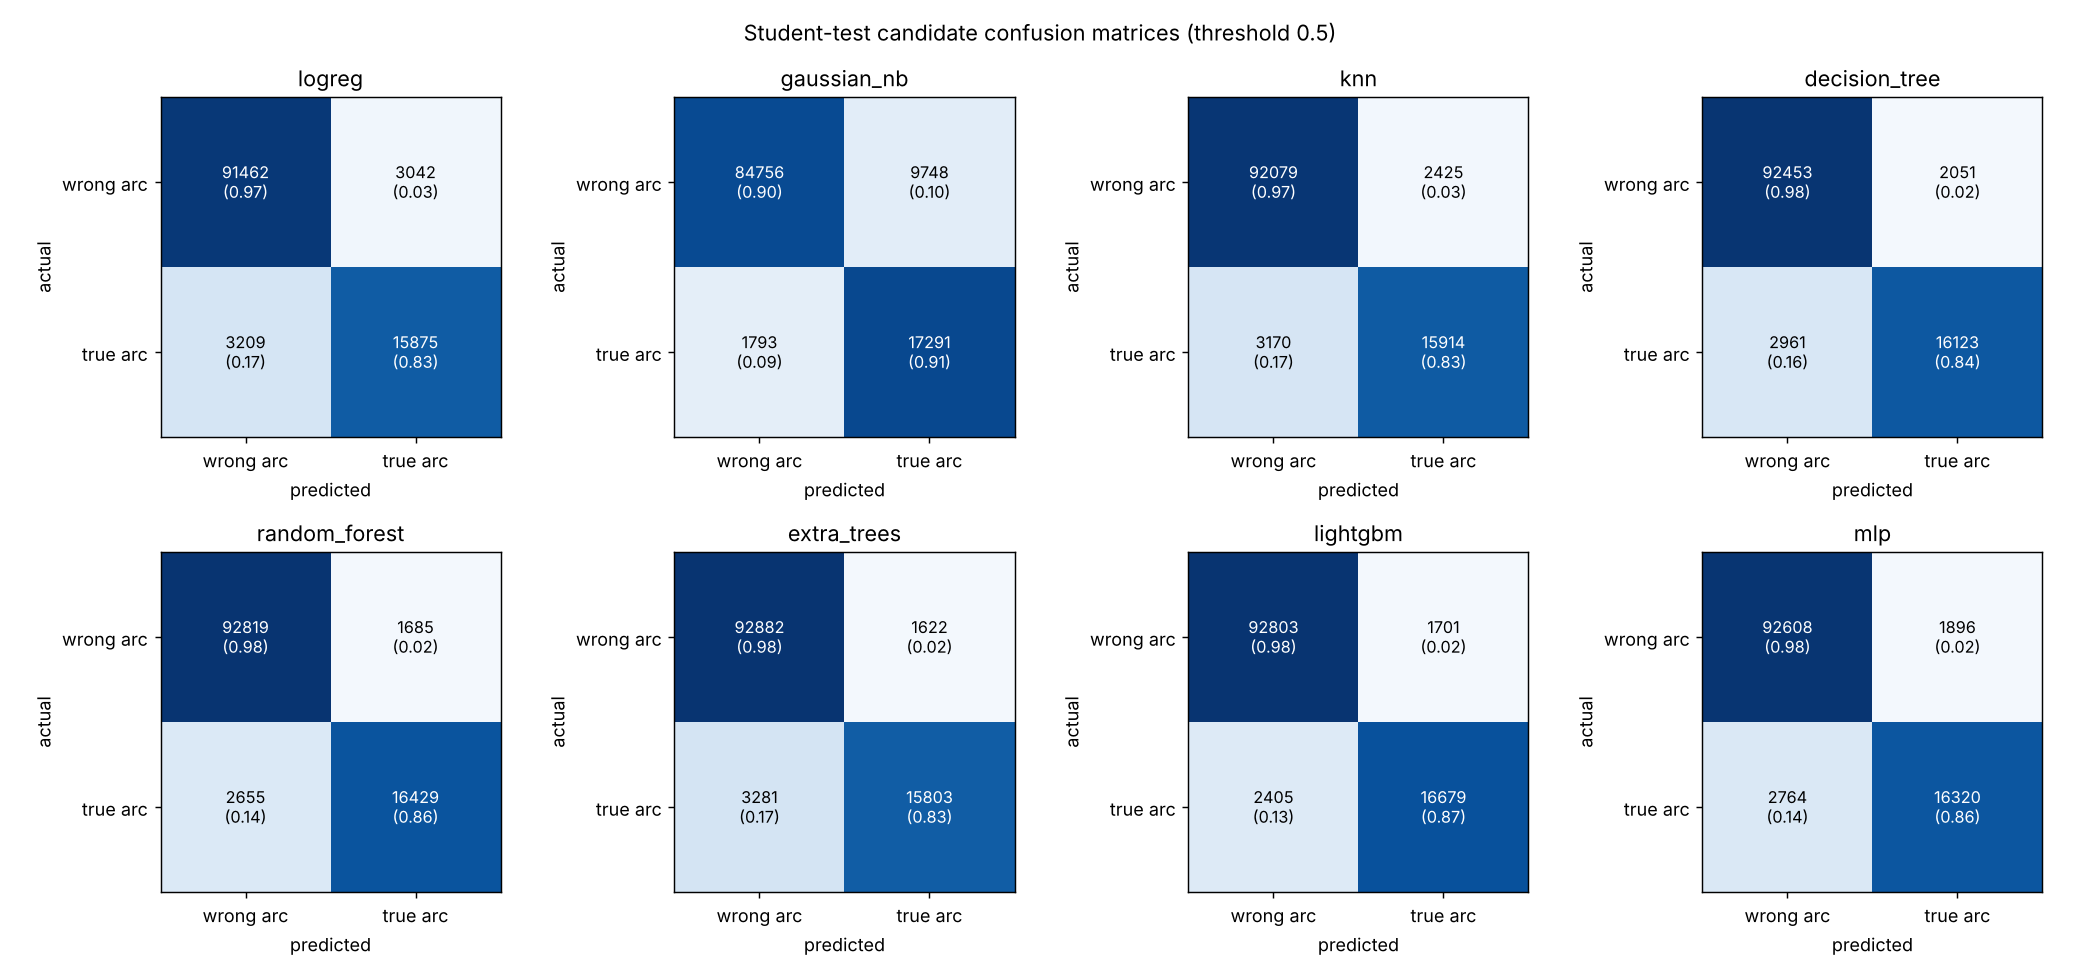 Student-test candidate confusion matrices (threshold 0.5)
logreg
91462
(0.97)
3042
(0.03)
wrong arc
actual
3209
(0.17)
15875
(0.83)
true arc
wrong arc
true arc
predicted
gaussian_nb
84756
(0.90)
9748
(0.10)
wrong arc
actual
1793
(0.09)
17291
(0.91)
true arc
wrong arc
true arc
predicted
knn
92079
(0.97)
2425
(0.03)
wrong arc
actual
3170
(0.17)
15914
(0.83)
true arc
wrong arc
true arc
predicted
decision_tree
92453
(0.98)
2051
(0.02)
wrong arc
actual
2961
(0.16)
16123
(0.84)
true arc
wrong arc
true arc
predicted
random_forest
92819
(0.98)
1685
(0.02)
wrong arc
actual
2655
(0.14)
16429
(0.86)
true arc
wrong arc
true arc
predicted
extra_trees
92882
(0.98)
1622
(0.02)
wrong arc
actual
3281
(0.17)
15803
(0.83)
true arc
wrong arc
true arc
predicted
lightgbm
92803
(0.98)
1701
(0.02)
wrong arc
actual
2405
(0.13)
16679
(0.87)
true arc
wrong arc
true arc
predicted
mlp
92608
(0.98)
1896
(0.02)
wrong arc
actual
2764
(0.14)
16320
(0.86)
true arc
wrong arc
true arc
predicted